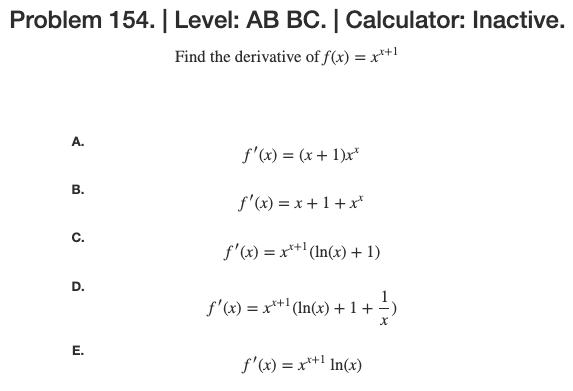 Problem 154. | Level: AB BC. | Calculator: Inactive.
Find the derivative of f(x) = x^{x+1}
A. f'(x) = (x + 1)x^x
B. f'(x) = x + 1 + x^x
C. f'(x) = x^{x+1}(ln(x) + 1)
D. f'(x) = x^{x+1}(ln(x) + 1 + \frac{1}{x})
E. f'(x) = x^{x+1} ln(x)